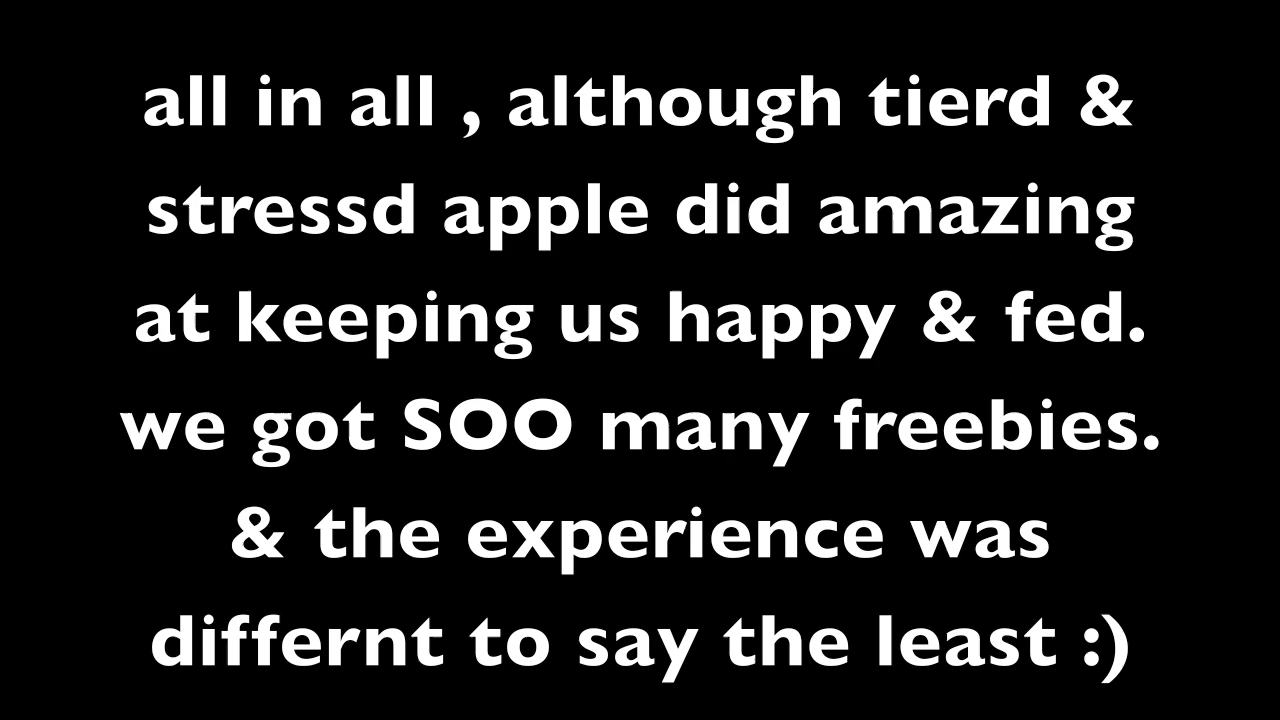 all in all , although tierd &
stressd apple did amazing
at keeping us happy & fed.
we got SOO many freebies.
& the experience was
differnt to say the least :)